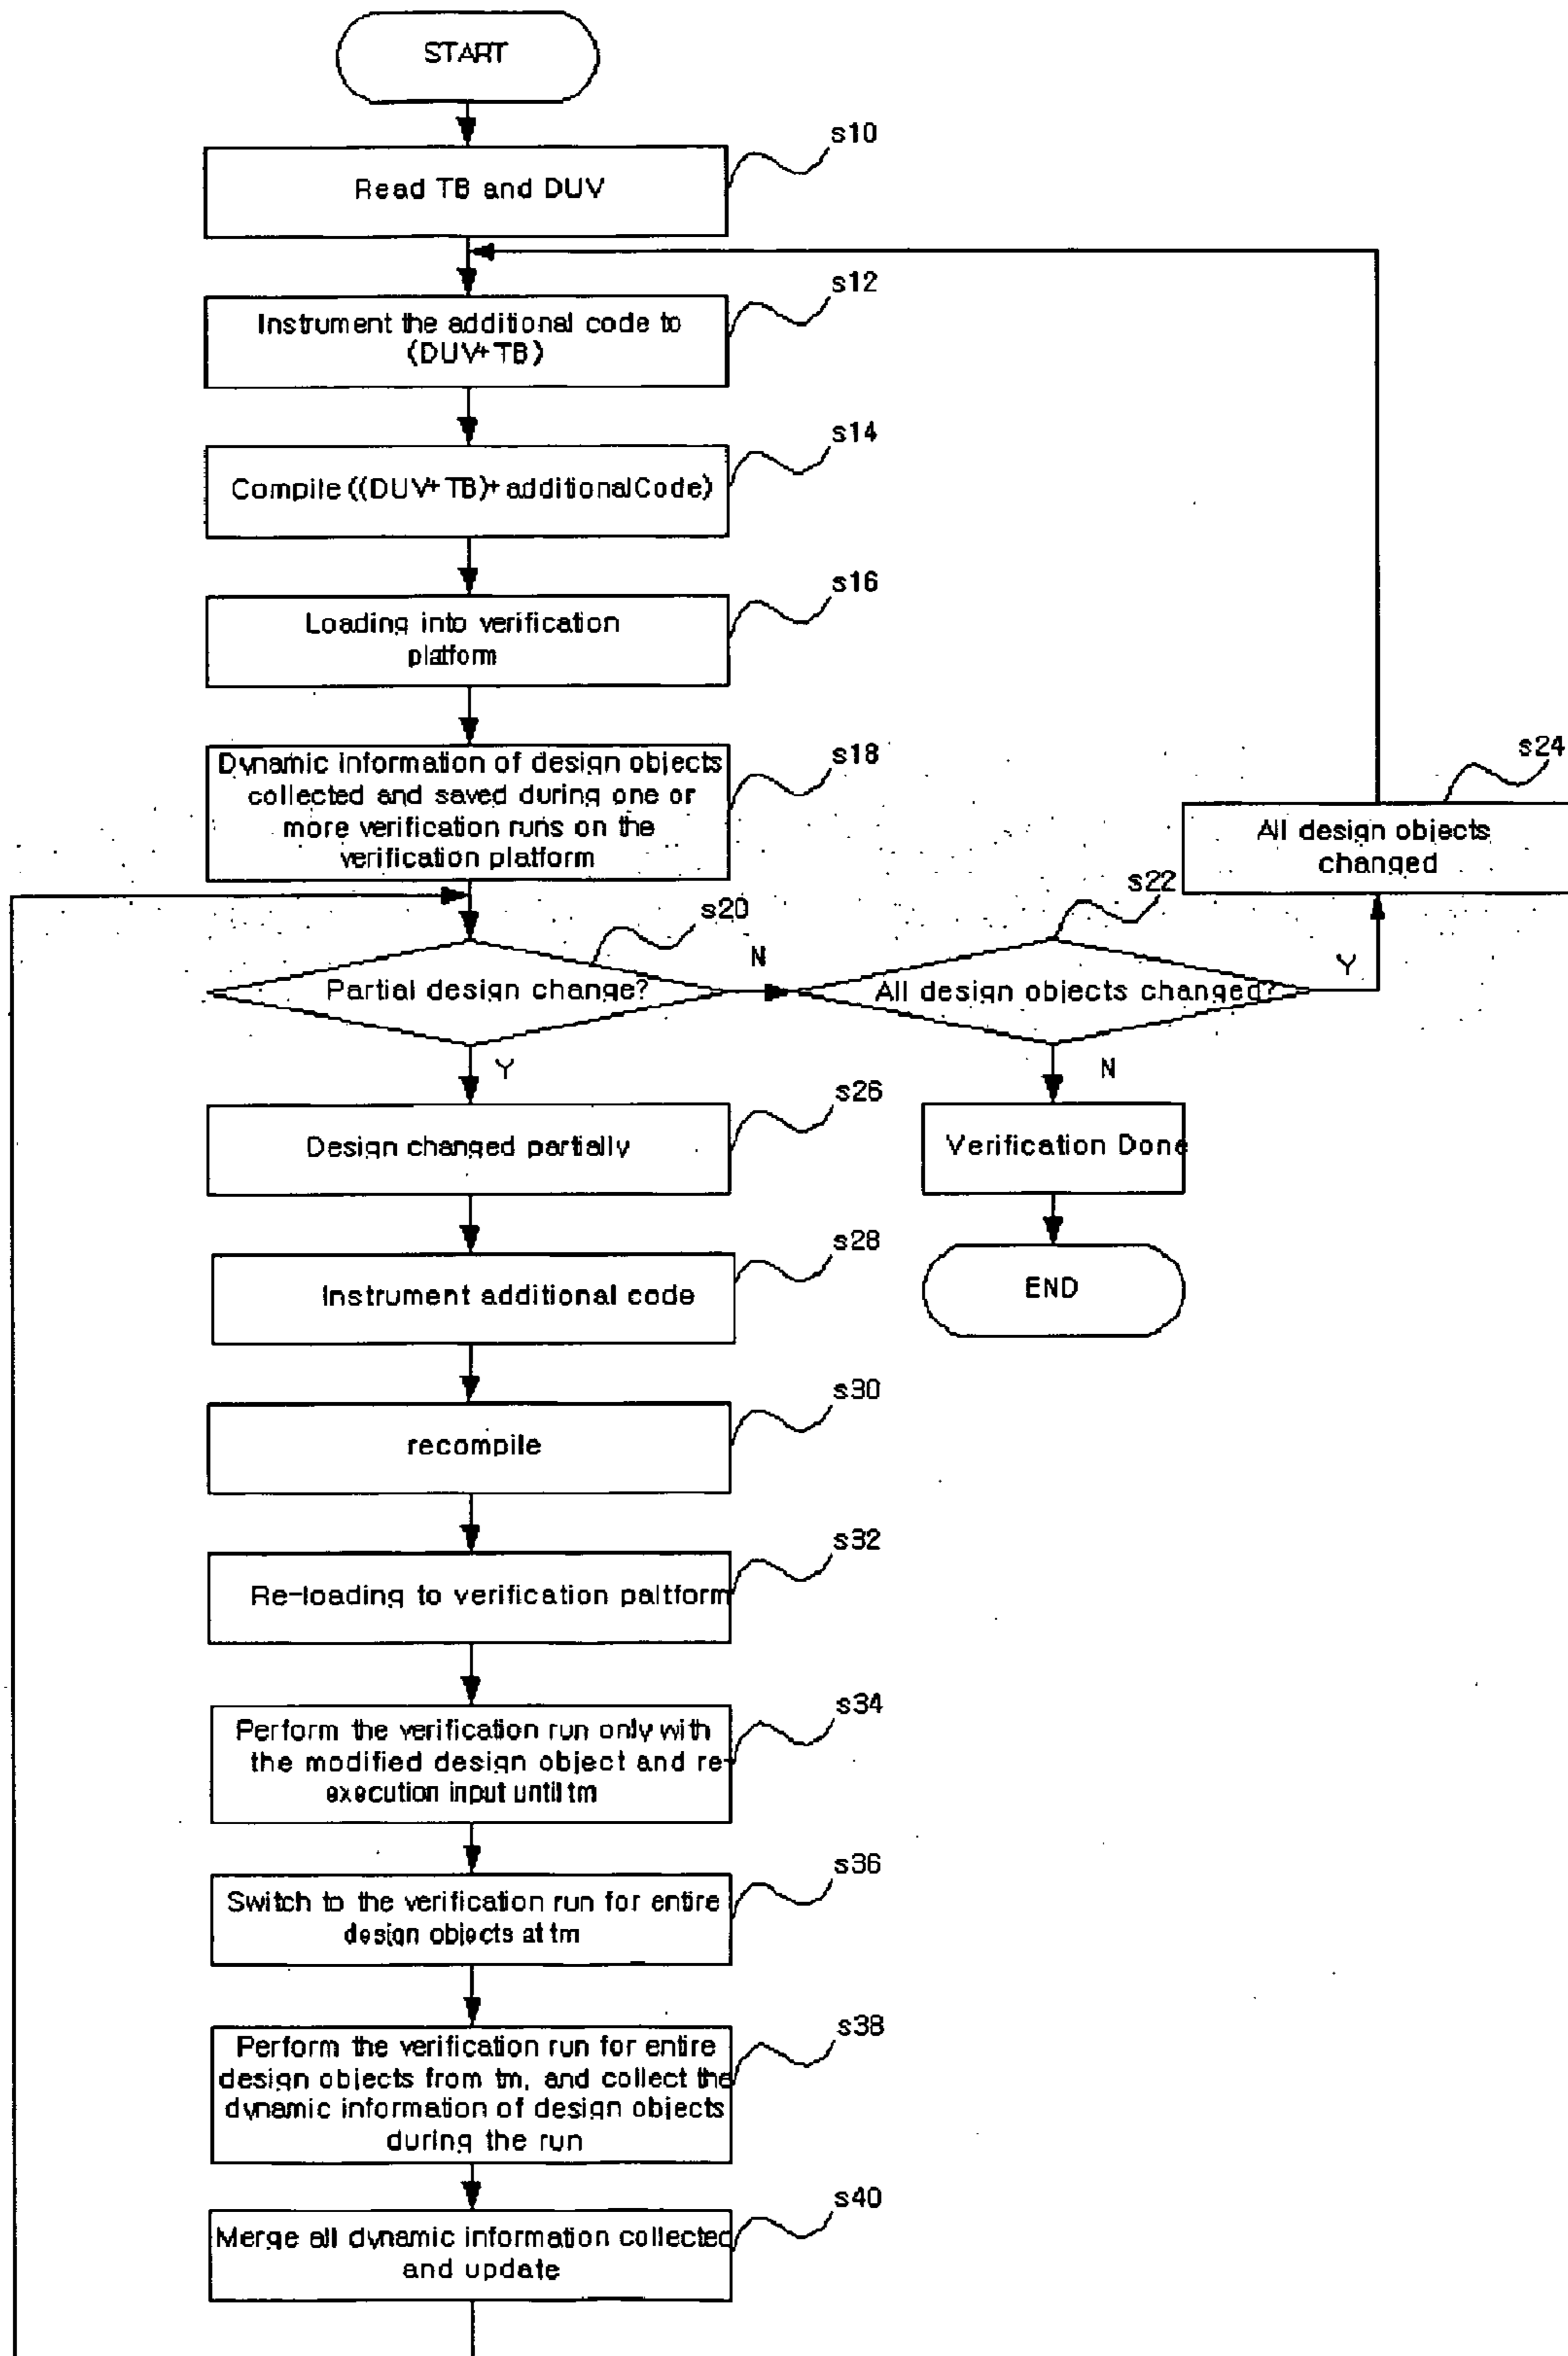 START
s10
Read TB and DUV
s12
Instrument the additional code to
(DUV+TB)
s14
Compile ((DUV+TB)+additionalCode)
s16
Loading into verification
platform
s18
Dynamic information of design objects
collected and saved during one or
more verification runs on the
verification platform
s24
All design objects
changed
s20
Partial design change?
N
s22
All design objects changed?
Y
Y
N
s26
Design changed partially
Verification Done
s28
Instrument additional code
END
s30
recompile
s32
Re-loading to verification paltform
s34
Perform the verification run only with
the modified design object and re-
execution input until tm
s36
Switch to the verification run for entire
design objects at tm
s38
Perform the verification run for entire
design objects from tm, and collect the
dynamic information of design objects
during the run
s40
Merge all dynamic information collected
and update